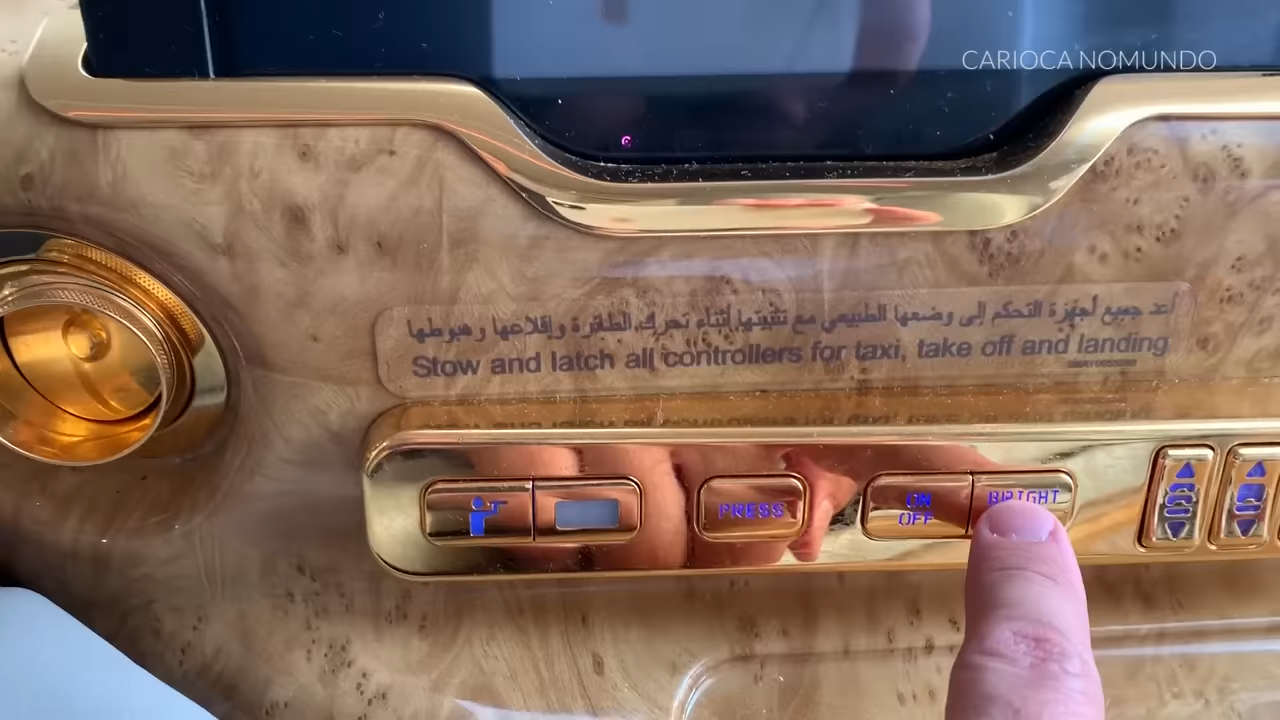 CARIOCA NOMUNDO
أعد جميع أجهزة التحكم إلى وضعها الطبيعي مع تثبيتها أثناء تحرك الطائرة وإقلاعها وهبوطها
Stow and latch all controllers for taxi, take off and landing
PRESS
ON
OFF
BRIGHT